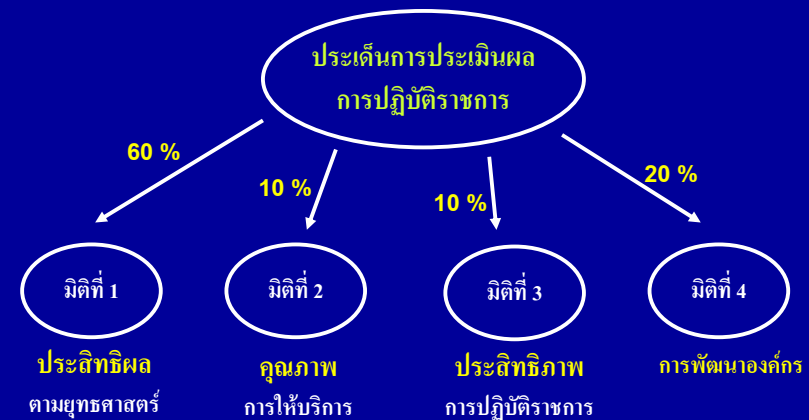 ประเด็นการประเมินผล
การปฏิบัติราชการ
60 %
10 %
10 %
20 %
มิติที่ 1
มิติที่ 2
มิติที่ 3
มิติที่ 4
ประสิทธิผล
ตามยุทธศาสตร์
คุณภาพ
การให้บริการ
ประสิทธิภาพ
การปฏิบัติราชการ
การพัฒนาองค์กร